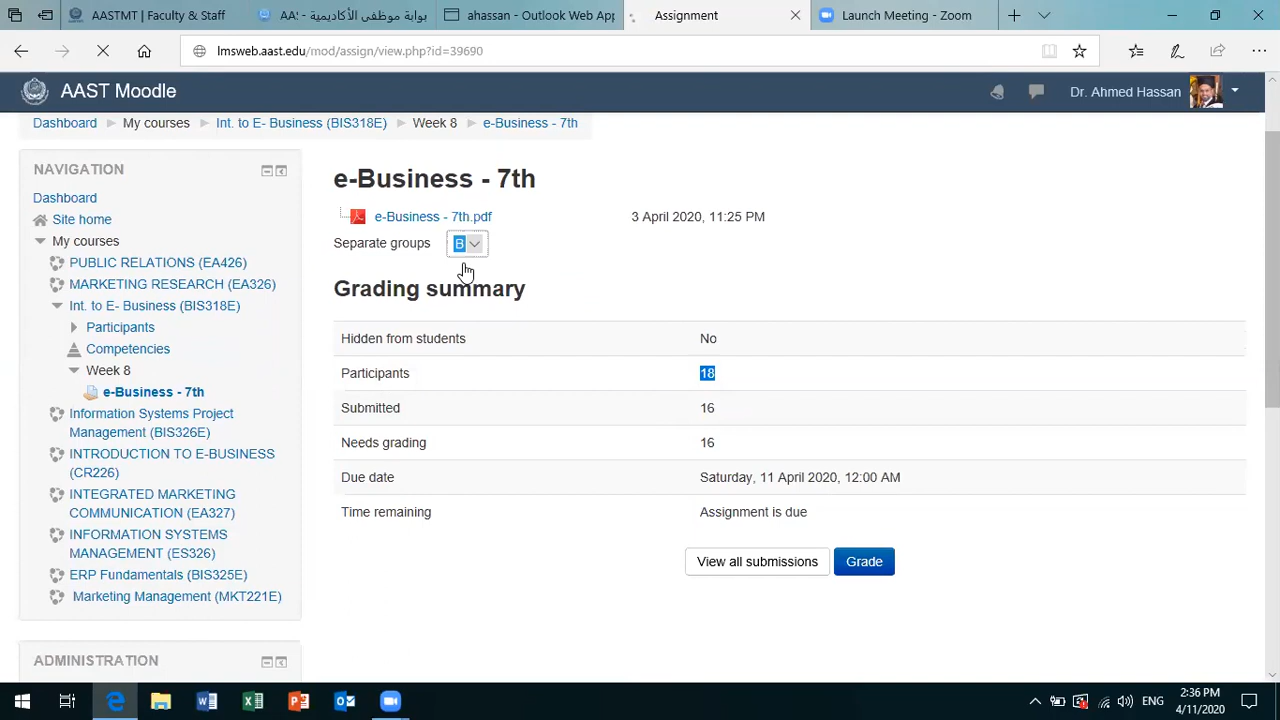 AASTMT | Faculty & Staff
بوابة موظفى الأكاديمية - AAS
ahassan - Outlook Web App
Assignment
Launch Meeting - Zoom
lmsweb.aast.edu/mod/assign/view.php?id=39690
AAST Moodle
Dr. Ahmed Hassan
Dashboard
My courses
Int. to E- Business (BIS318E)
Week 8
e-Business - 7th
NAVIGATION
Dashboard
Site home
My courses
PUBLIC RELATIONS (EA426)
MARKETING RESEARCH (EA326)
Int. to E- Business (BIS318E)
Participants
Competencies
Week 8
e-Business - 7th
Information Systems Project
Management (BIS326E)
INTRODUCTION TO E-BUSINESS
(CR226)
INTEGRATED MARKETING
COMMUNICATION (EA327)
INFORMATION SYSTEMS
MANAGEMENT (ES326)
ERP Fundamentals (BIS325E)
Marketing Management (MKT221E)
ADMINISTRATION
e-Business - 7th
e-Business - 7th.pdf 3 April 2020, 11:25 PM
Separate groups B
Grading summary
Hidden from students No
Participants 18
Submitted 16
Needs grading 16
Due date Saturday, 11 April 2020, 12:00 AM
Time remaining Assignment is due
View all submissions Grade
ENG
2:36 PM
4/11/2020